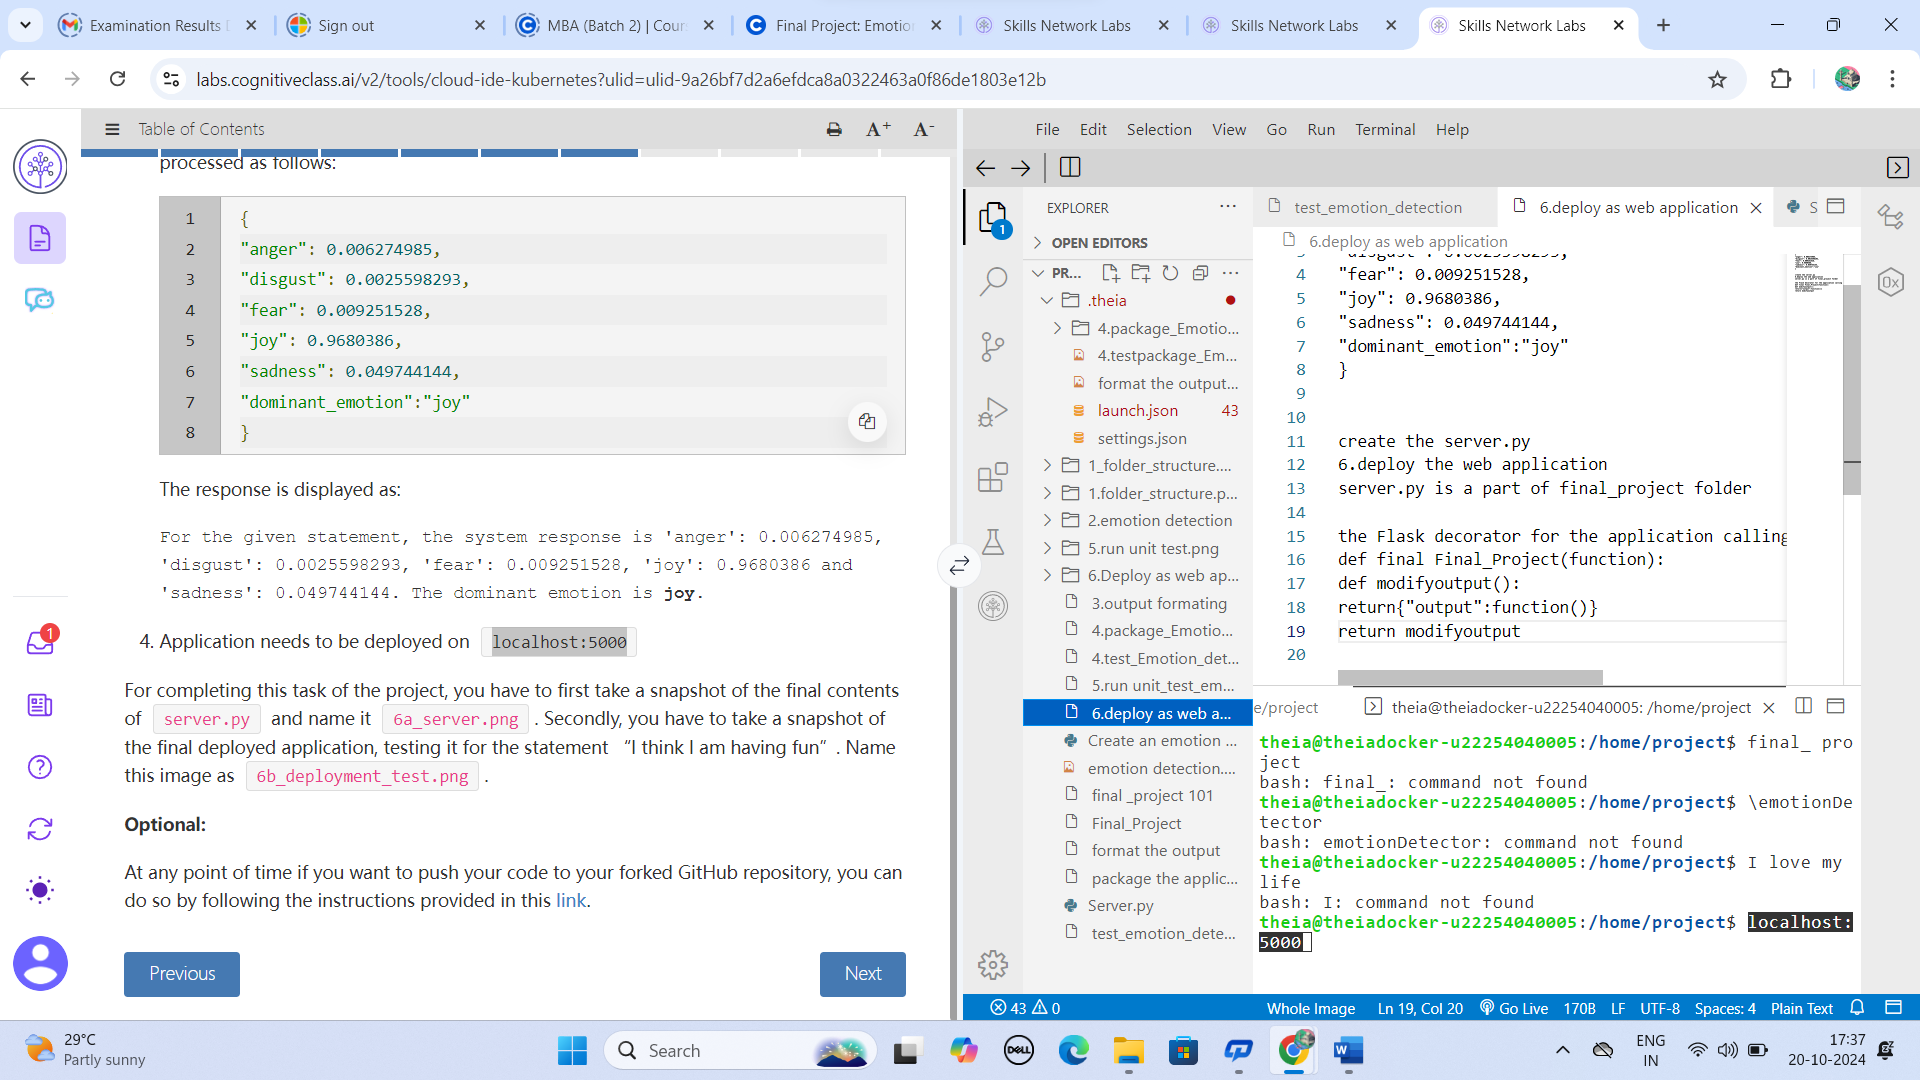 Examination Results
Sign out
MBA (Batch 2) | Cour
Final Project: Emotion
Skills Network Labs
Skills Network Labs
Skills Network Labs
labs.cognitiveclass.ai/v2/tools/cloud-ide-kubernetes?ulid=ulid-9a26bf7d2a6efdca8a0322463a0f86de1803e12b
Table of Contents
A+ A-
processed as follows:
1 {
2 "anger": 0.006274985,
3 "disgust": 0.0025598293,
4 "fear": 0.009251528,
5 "joy": 0.9680386,
6 "sadness": 0.049744144,
7 "dominant_emotion":"joy"
8 }
The response is displayed as:
For the given statement, the system response is 'anger': 0.006274985,
'disgust': 0.0025598293, 'fear': 0.009251528, 'joy': 0.9680386 and
'sadness': 0.049744144. The dominant emotion is joy.
4. Application needs to be deployed on localhost:5000
For completing this task of the project, you have to first take a snapshot of the final contents
of server.py and name it 6a_server.png . Secondly, you have to take a snapshot of
the final deployed application, testing it for the statement “I think I am having fun” . Name
this image as 6b_deployment_test.png .
Optional:
At any point of time if you want to push your code to your forked GitHub repository, you can
do so by following the instructions provided in this link.
Previous
Next
1
File Edit Selection View Go Run Terminal Help
1
EXPLORER
OPEN EDITORS
PR...
.theia
4.package_Emotio...
4.testpackage_Em...
format the output...
launch.json 43
settings.json
1_folder_structure....
1.folder_structure.p...
2.emotion detection
5.run unit test.png
6.Deploy as web ap...
3.output formating
4.package_Emotio...
4.test_Emotion_det...
5.run unit_test_em...
6.deploy as web a...
Create an emotion ...
emotion detection....
final _project 101
Final_Project
format the output
package the applic...
Server.py
test_emotion_dete...
test_emotion_detection
6.deploy as web application
S
6.deploy as web application
3 "disgust": 0.0025598293,
4 "fear": 0.009251528,
5 "joy": 0.9680386,
6 "sadness": 0.049744144,
7 "dominant_emotion":"joy"
8 }
9
10
11 create the server.py
12 6.deploy the web application
13 server.py is a part of final_project folder
14
15 the Flask decorator for the application calling
16 def final Final_Project(function):
17 def modifyoutput():
18 return{"output":function()}
19 return modifyoutput
20
0x
e/project
theia@theiadocker-u22254040005: /home/project
theia@theiadocker-u22254040005:/home/project$ final_ pro
ject
bash: final_: command not found
theia@theiadocker-u22254040005:/home/project$ \emotionDe
tector
bash: emotionDetector: command not found
theia@theiadocker-u22254040005:/home/project$ I love my
life
bash: I: command not found
theia@theiadocker-u22254040005:/home/project$ localhost:
5000
43 0
Whole Image
Ln 19, Col 20
Go Live
170B
LF
UTF-8
Spaces: 4
Plain Text
29°C
Partly sunny
Search
DELL
ENG
IN
17:37
20-10-2024